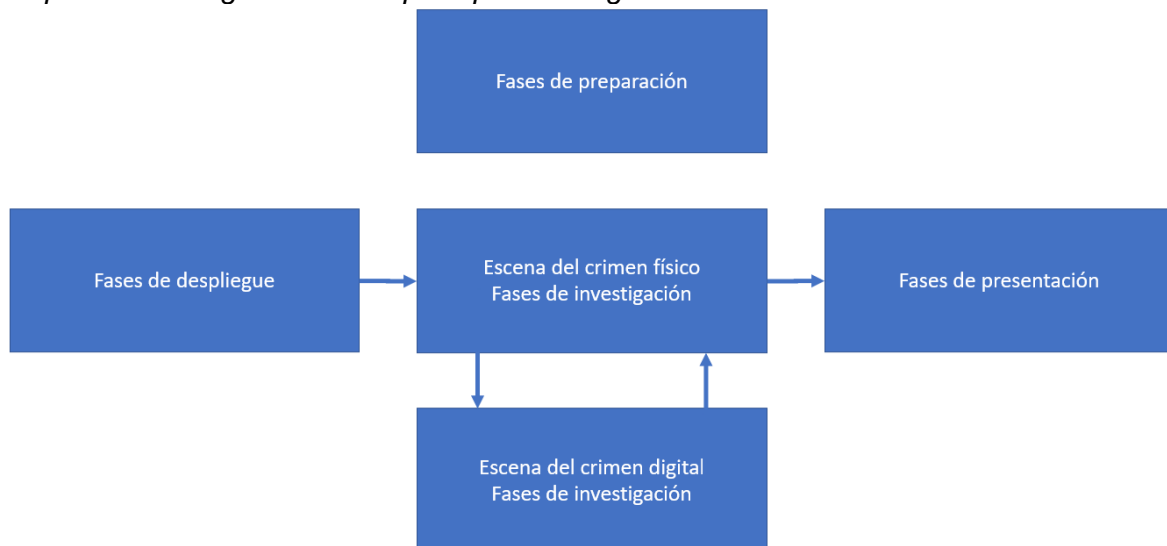 Fases de preparación
Fases de despliegue
Escena del crimen físico
Fases de investigación
Fases de presentación
Escena del crimen digital
Fases de investigación